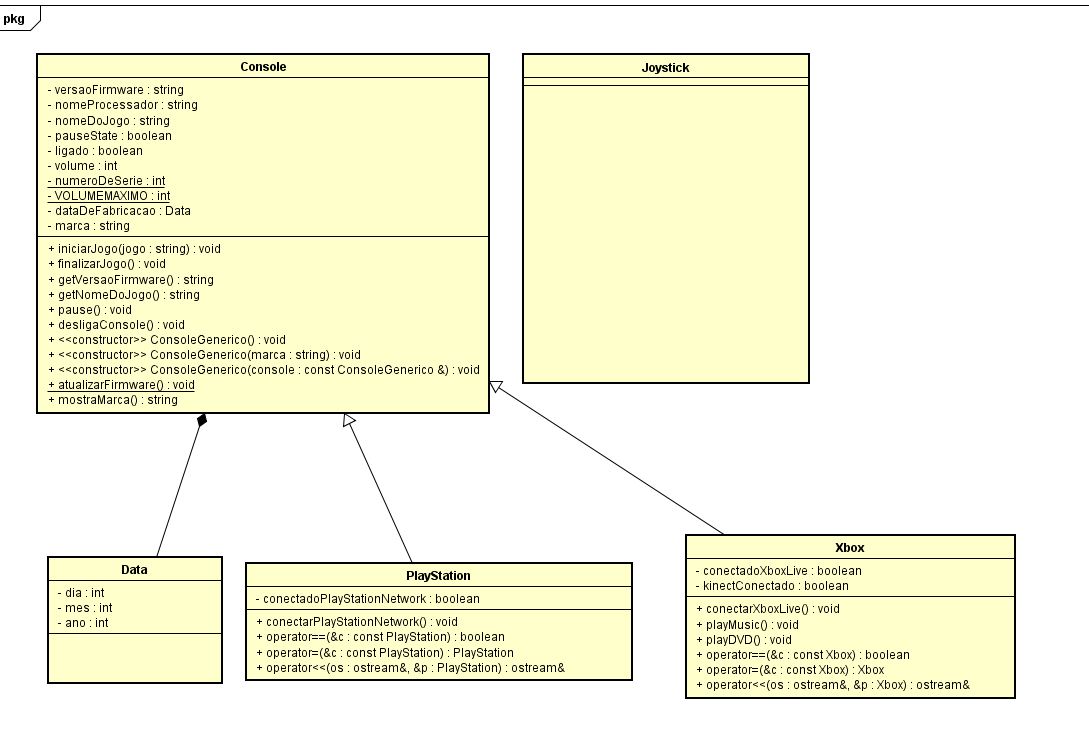 pkg
Console
- versaoFirmware : string
- nomeProcessador : string
- nomeDoJogo : string
- pauseState : boolean
- ligado : boolean
- volume : int
- numeroDeSerie : int
- VOLUMEMAXIMO : int
- dataDeFabricacao : Data
- marca : string
+ iniciarJogo(jogo : string) : void
+ finalizarJogo() : void
+ getVersaoFirmware() : string
+ getNomeDoJogo() : string
+ pause() : void
+ desligaConsole() : void
+ <<constructor>> ConsoleGenerico() : void
+ <<constructor>> ConsoleGenerico(marca : string) : void
+ <<constructor>> ConsoleGenerico(console : const ConsoleGenerico &) : void
+ atualizarFirmware() : void
+ mostraMarca() : string
Joystick
Data
- dia : int
- mes : int
- ano : int
PlayStation
- conectadoPlayStationNetwork : boolean
+ conectarPlayStationNetwork() : void
+ operator==(&c : const PlayStation) : boolean
+ operator=(&c : const PlayStation) : PlayStation
+ operator<<(os : ostream&, &p : PlayStation) : ostream&
Xbox
- conectadoXboxLive : boolean
- kinectConectado : boolean
+ conectarXboxLive() : void
+ playMusic() : void
+ playDVD() : void
+ operator==(&c : const Xbox) : boolean
+ operator=(&c : const Xbox) : Xbox
+ operator<<(os : ostream&, &p : Xbox) : ostream&